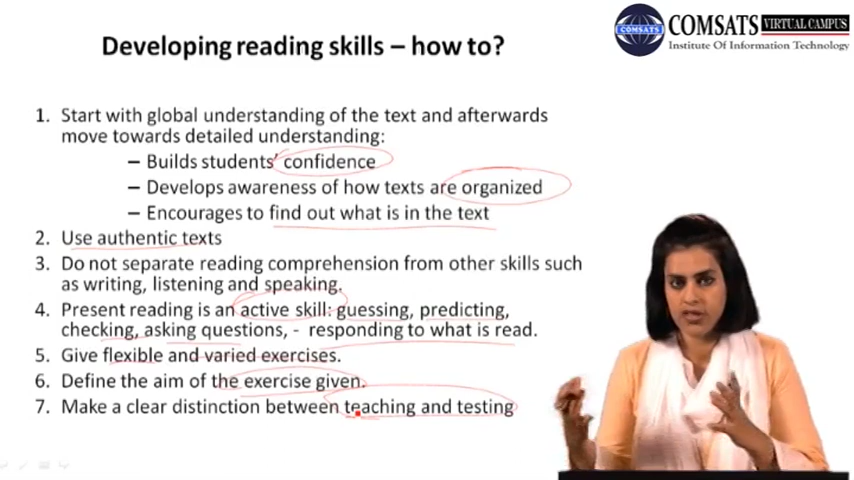 Developing reading skills – how to?
COMSATS VIRTUAL CAMPUS
COMSATS
Institute Of Information Technology
1. Start with global understanding of the text and afterwards
move towards detailed understanding:
– Builds students' confidence
– Develops awareness of how texts are organized
– Encourages to find out what is in the text
2. Use authentic texts
3. Do not separate reading comprehension from other skills such
as writing, listening and speaking.
4. Present reading is an active skill: guessing, predicting,
checking, asking questions, - responding to what is read.
5. Give flexible and varied exercises.
6. Define the aim of the exercise given.
7. Make a clear distinction between teaching and testing